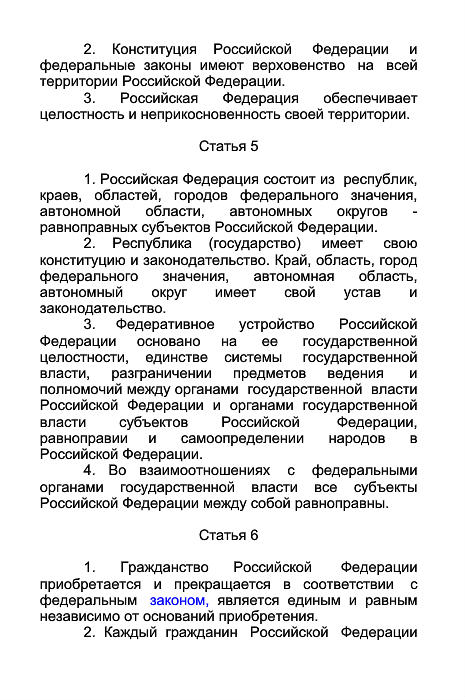 2. Конституция Российской Федерации и
федеральные законы имеют верховенство на всей
территории Российской Федерации.
3. Российская Федерация обеспечивает
целостность и неприкосновенность своей территории.
Статья 5
1. Российская Федерация состоит из республик,
краев, областей, городов федерального значения,
автономной области, автономных округов -
равноправных субъектов Российской Федерации.
2. Республика (государство) имеет свою
конституцию и законодательство. Край, область, город
федерального значения, автономная область,
автономный округ имеет свой устав и
законодательство.
3. Федеративное устройство Российской
Федерации основано на ее государственной
целостности, единстве системы государственной
власти, разграничении предметов ведения и
полномочий между органами государственной власти
Российской Федерации и органами государственной
власти субъектов Российской Федерации,
равноправии и самоопределении народов в
Российской Федерации.
4. Во взаимоотношениях с федеральными
органами государственной власти все субъекты
Российской Федерации между собой равноправны.
Статья 6
1. Гражданство Российской Федерации
приобретается и прекращается в соответствии с
федеральным законом, является единым и равным
независимо от оснований приобретения.
2. Каждый гражданин Российской Федерации